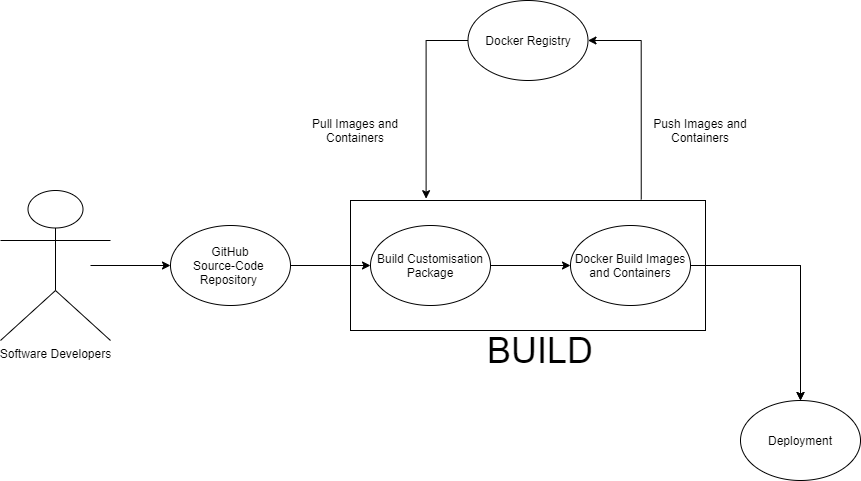 Docker Registry
Pull Images and
Containers
Push Images and
Containers
GitHub
Source-Code
Repository
Build Customisation
Package
Docker Build Images
and Containers
Software Developers
BUILD
Deployment